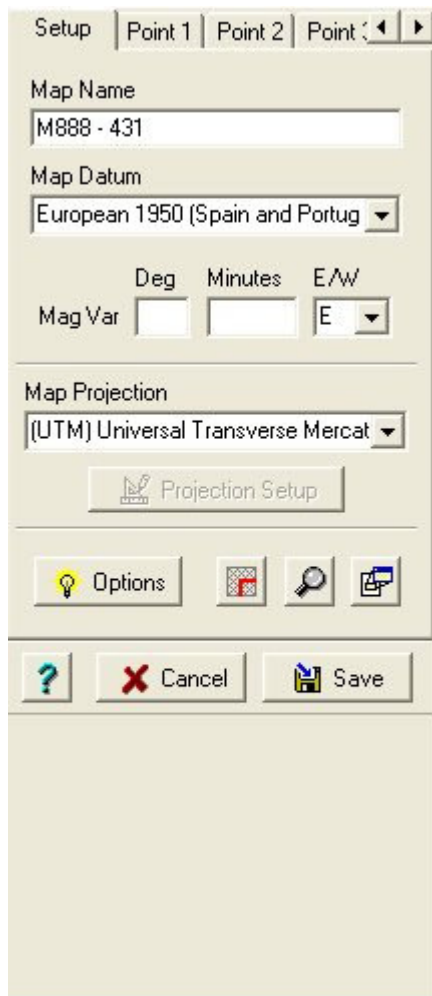 Setup Point 1 Point 2 Point
Map Name
M888 - 431
Map Datum
European 1950 (Spain and Portug
Deg Minutes E/W
Mag Var E
Map Projection
(UTM) Universal Transverse Mercat
Projection Setup
Options
? Cancel Save